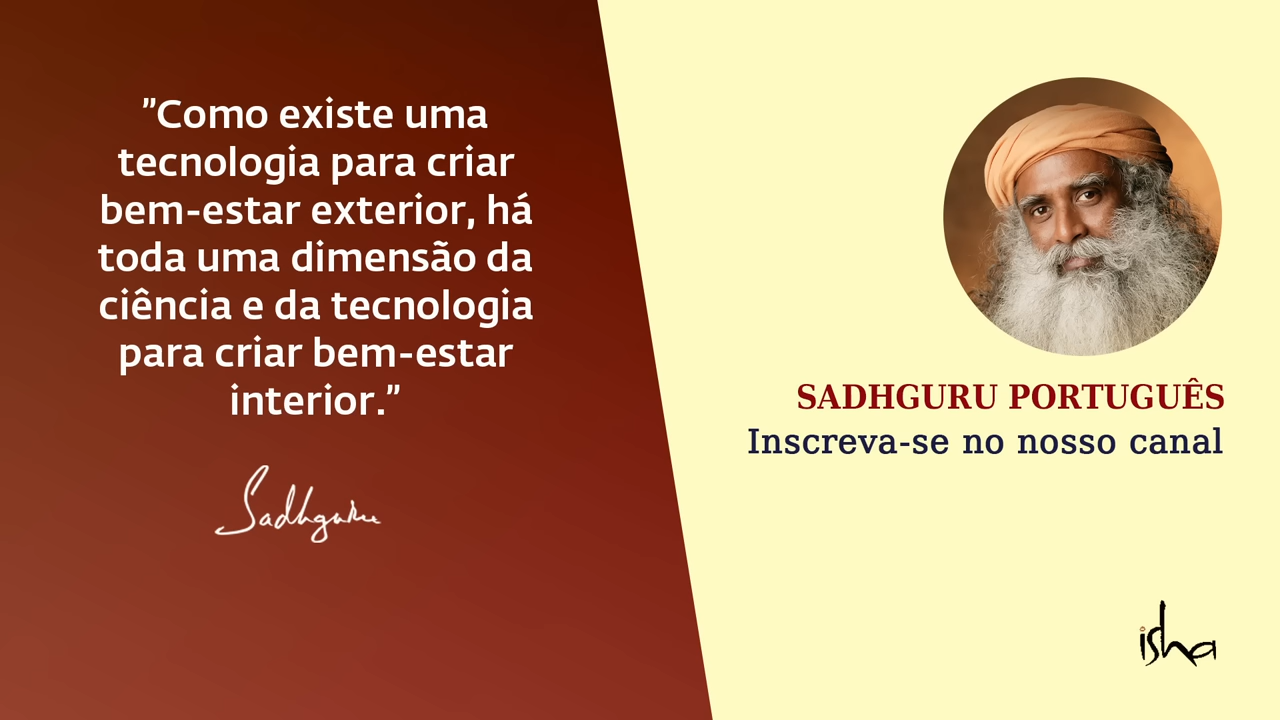 ”Como existe uma
tecnologia para criar
bem-estar exterior, há
toda uma dimensão da
ciência e da tecnologia
para criar bem-estar
interior.”
Sadhguru
SADHGURU PORTUGUÊS
Inscreva-se no nosso canal
isha